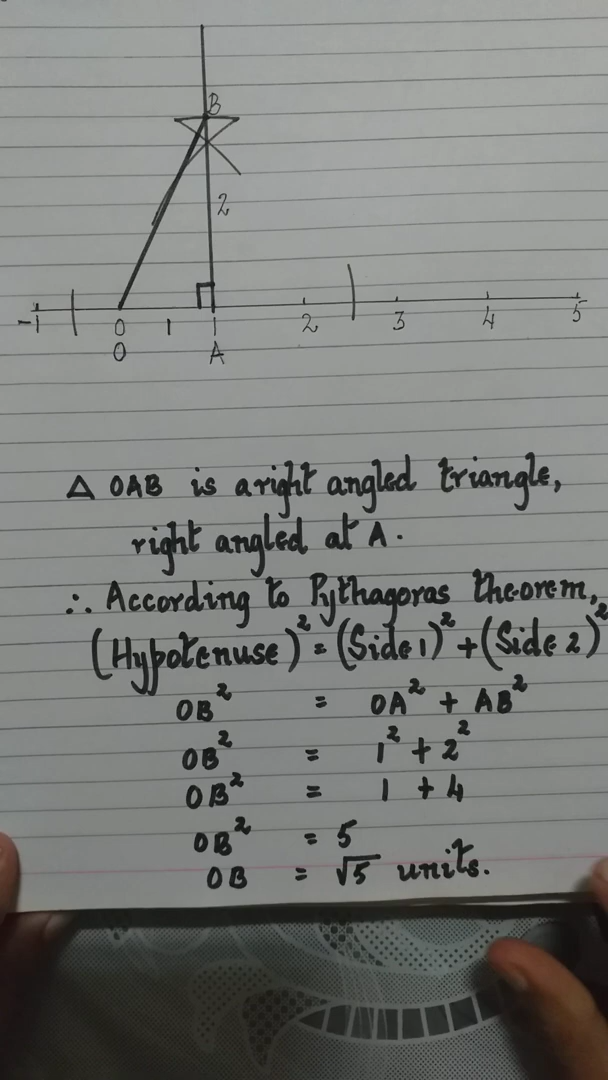 B
2
-1 0 1 1 2 3 4 5
O A
△ OAB is a right angled triangle,
right angled at A.
∴ According to Pythagoras theorem,
(Hypotenuse)² = (Side 1)² + (Side 2)²
OB² = OA² + AB²
OB² = 1² + 2²
OB² = 1 + 4
OB² = 5
OB = √5 units.